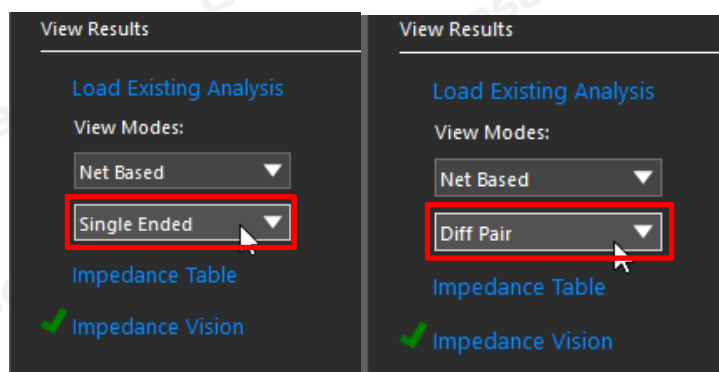 View Results
Load Existing Analysis
View Modes:
Net Based
Single Ended
Impedance Table
Impedance Vision
View Results
Load Existing Analysis
View Modes:
Net Based
Diff Pair
Impedance Table
Impedance Vision